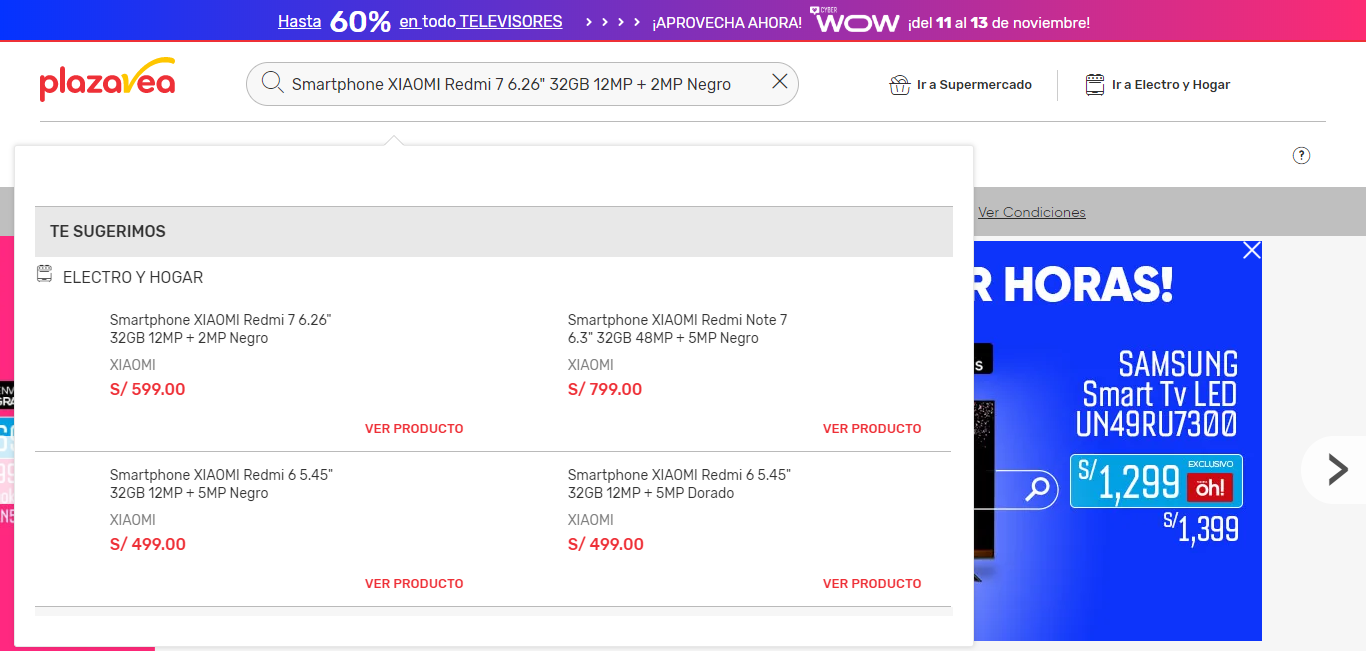 Hasta 60% en todo TELEVISORES > > > > ¡APROVECHA AHORA! CYBER WOW ¡del 11 al 13 de noviembre!
plazavea
Smartphone XIAOMI Redmi 7 6.26" 32GB 12MP + 2MP Negro
Ir a Supermercado
Ir a Electro y Hogar
?
Ver Condiciones
TE SUGERIMOS
ELECTRO Y HOGAR
Smartphone XIAOMI Redmi 7 6.26"
32GB 12MP + 2MP Negro
XIAOMI
S/ 599.00
VER PRODUCTO
Smartphone XIAOMI Redmi Note 7
6.3" 32GB 48MP + 5MP Negro
XIAOMI
S/ 799.00
VER PRODUCTO
Smartphone XIAOMI Redmi 6 5.45"
32GB 12MP + 5MP Negro
XIAOMI
S/ 499.00
VER PRODUCTO
Smartphone XIAOMI Redmi 6 5.45"
32GB 12MP + 5MP Dorado
XIAOMI
S/ 499.00
VER PRODUCTO
R HORAS!
s
SAMSUNG
Smart Tv LED
UN49RU7300
S/1,299 EXCLUSIVO oh!
S/1,399